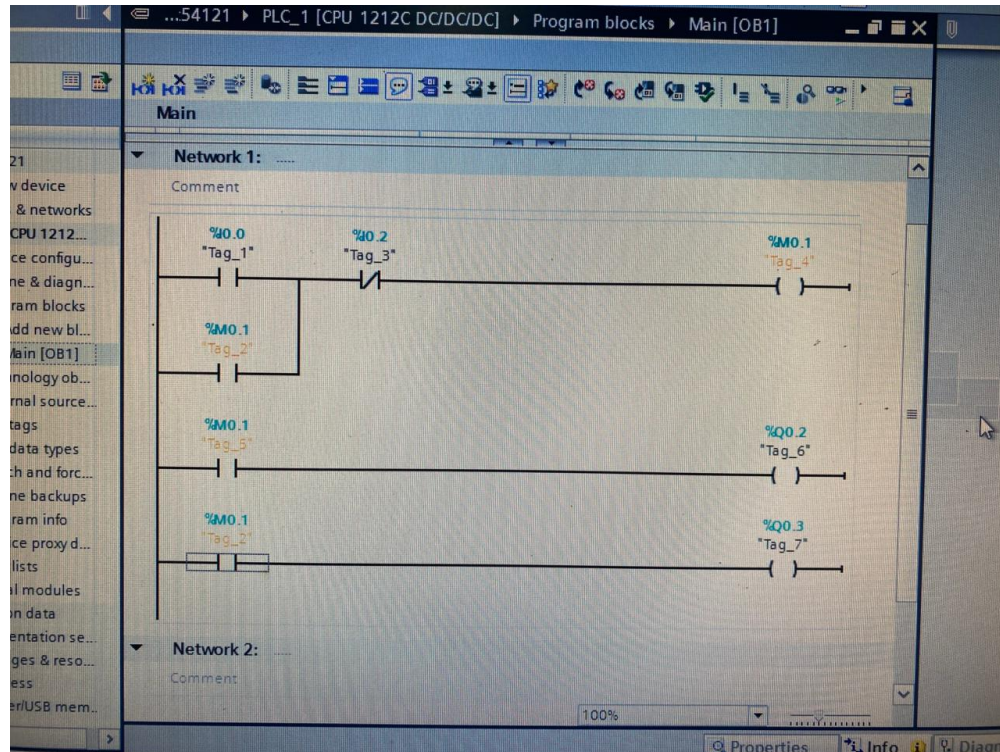 ...54121 ▸ PLC_1 [CPU 1212C DC/DC/DC] ▸ Program blocks ▸ Main [OB1]
Main
21
w device
& networks
CPU 1212...
ce configu...
ne & diagn...
ram blocks
dd new bl...
Main [OB1]
nology ob...
rnal source...
tags
data types
ch and forc...
ne backups
ram info
ce proxy d...
lists
al modules
on data
entation se...
ges & reso...
ess
er/USB mem..
Network 1: .....
Comment
%I0.0
"Tag_1"
%I0.2
"Tag_3"
%M0.1
"Tag_4"
%M0.1
"Tag_2"
%M0.1
"Tag_5"
%Q0.2
"Tag_6"
%M0.1
"Tag_2"
%Q0.3
"Tag_7"
Network 2: .....
Comment
100%
Properties
Info
Diag